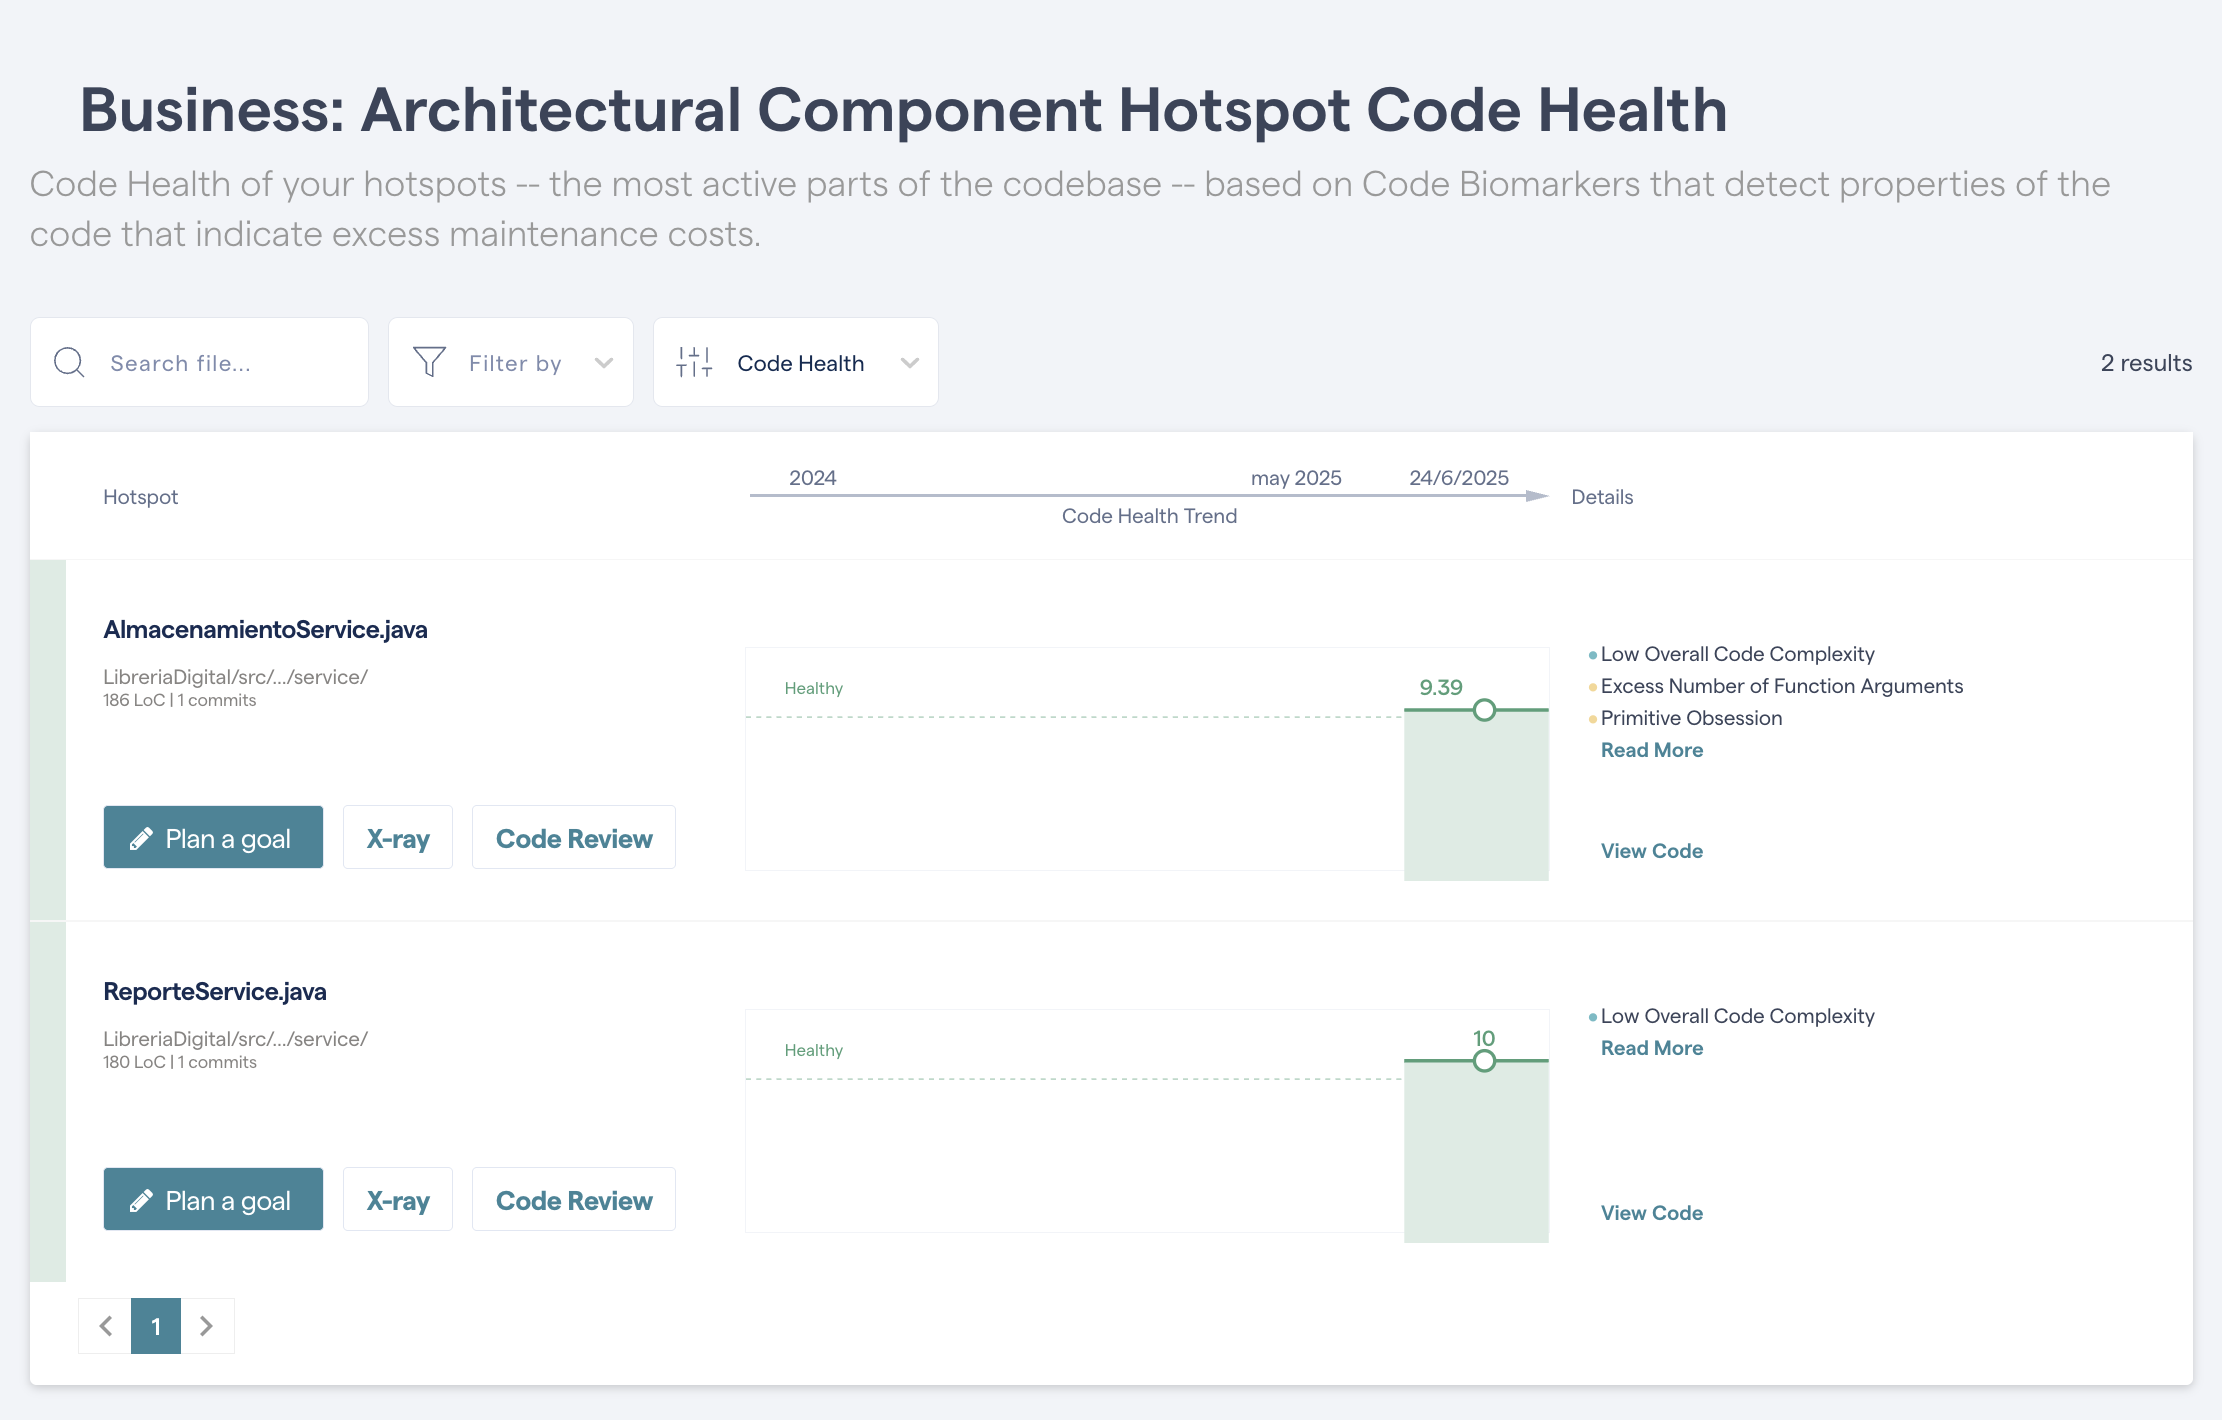 Business: Architectural Component Hotspot Code Health
Code Health of your hotspots -- the most active parts of the codebase -- based on Code Biomarkers that detect properties of the
code that indicate excess maintenance costs.
Search file...
Filter by
Code Health
2 results
Hotspot
2024
may 2025
24/6/2025
Code Health Trend
Details
AlmacenamientoService.java
LibreriaDigital/src/.../service/
186 LoC | 1 commits
Plan a goal
X-ray
Code Review
Healthy
9.39
Low Overall Code Complexity
Excess Number of Function Arguments
Primitive Obsession
Read More
View Code
ReporteService.java
LibreriaDigital/src/.../service/
180 LoC | 1 commits
Plan a goal
X-ray
Code Review
Healthy
10
Low Overall Code Complexity
Read More
View Code
1